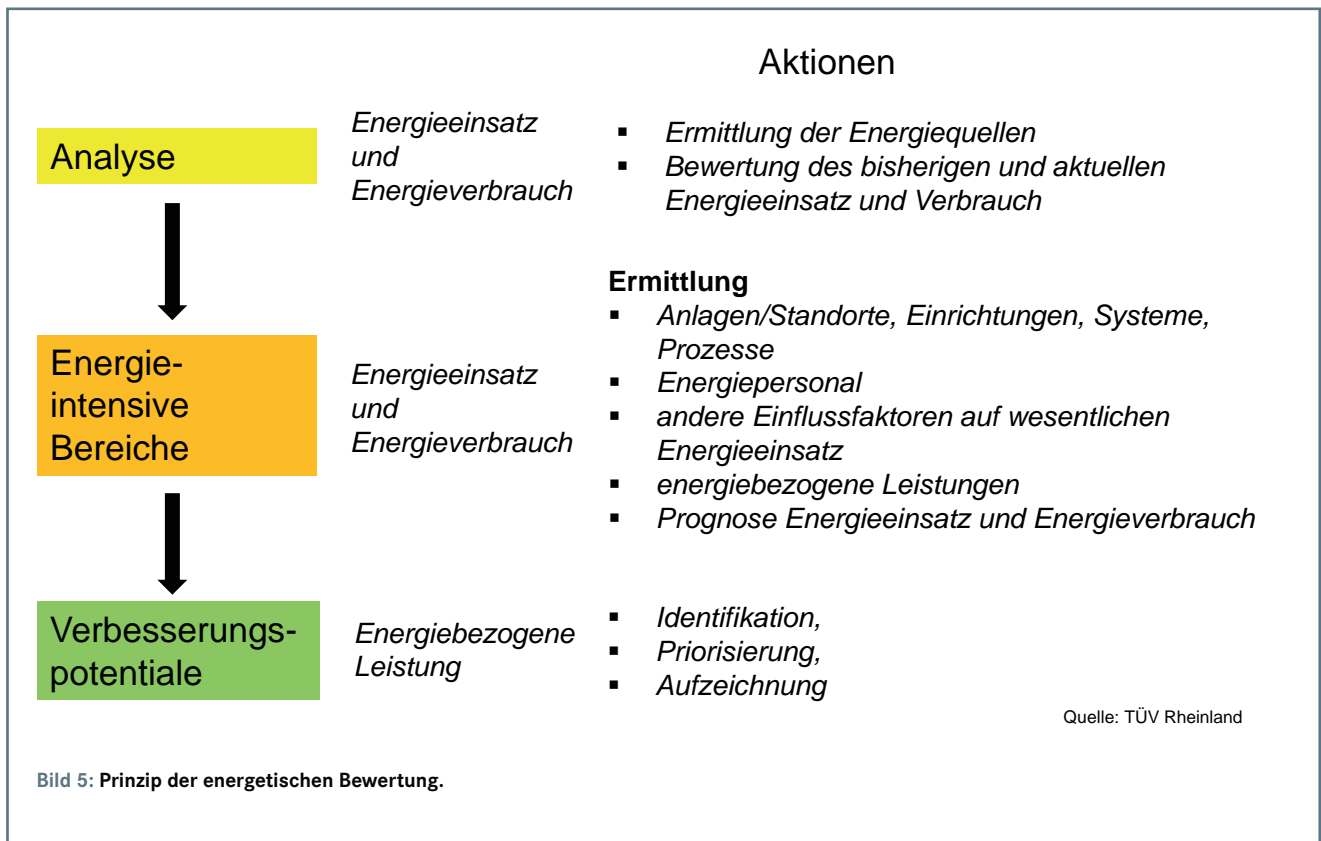 Aktionen
Analyse
Energieeinsatz
und
Energieverbrauch
▪ Ermittlung der Energiequellen
▪ Bewertung des bisherigen und aktuellen
Energieeinsatz und Verbrauch
Energie-
intensive
Bereiche
Energieeinsatz
und
Energieverbrauch
Ermittlung
▪ Anlagen/Standorte, Einrichtungen, Systeme,
Prozesse
▪ Energiepersonal
▪ andere Einflussfaktoren auf wesentlichen
Energieeinsatz
▪ energiebezogene Leistungen
▪ Prognose Energieeinsatz und Energieverbrauch
Verbesserungs-
potentiale
Energiebezogene
Leistung
▪ Identifikation,
▪ Priorisierung,
▪ Aufzeichnung
Quelle: TÜV Rheinland
Bild 5: Prinzip der energetischen Bewertung.